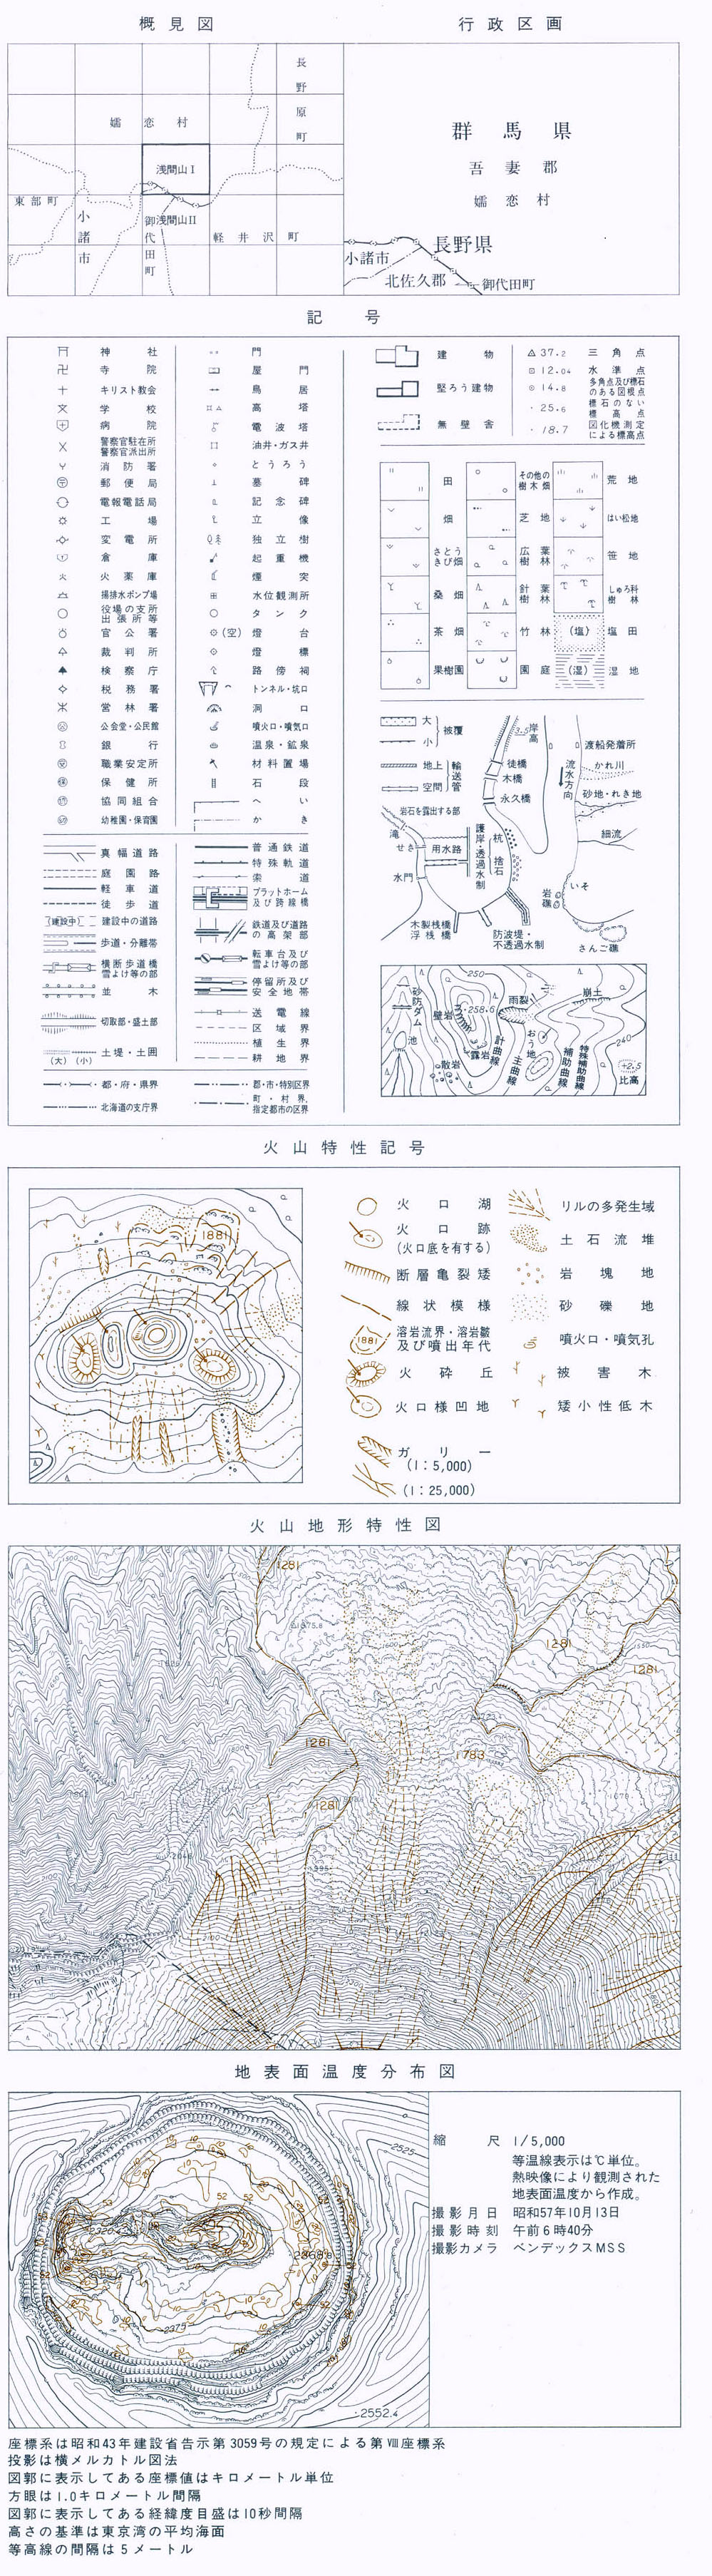 概見図
行政区画
長野原町
嬬恋村
浅間山Ⅰ
東部町
小諸市
御代田町
浅間山Ⅱ
軽井沢町
群馬県
吾妻郡
嬬恋村
長野県
小諸市
北佐久郡
御代田町
記号
神社
寺院
キリスト教会
学校
病院
警察官駐在所
警察官派出所
消防署
郵便局
電報電話局
工場
変電所
倉庫
火薬庫
揚排水ポンプ場
役場の支所
出張所等
官公署
裁判所
検察庁
税務署
営林署
公会堂・公民館
銀行
職業安定所
保健所
協同組合
幼稚園・保育園
門
屋門
鳥居
高塔
電波塔
油井・ガス井
とうろう
墓碑
記念碑
立像
独立樹
起重機
煙突
水位観測所
タンク
(空) 燈台
燈標
路傍祠
トンネル・坑口
洞口
噴火口・噴気口
温泉・鉱泉
材料置場
石段
へい
かき
真幅道路
庭園路
軽車道
徒歩道
(建設中) 建設中の道路
歩道・分離帯
横断歩道橋
雪よけ等の部
並木
切取部・盛土部
土堤・土囲
(大) (小)
都・府・県界
北海道の支庁界
普通鉄道
特殊軌道
索道
プラットホーム
及び跨線橋
鉄道及び道路
の高架部
転車台及び
雪よけ等の部
停留所及び
安全地帯
送電線
区域界
植生界
耕地界
郡・市・特別区界
町・村界,
指定都市の区界
建物
堅ろう建物
無壁舎
37.2 三角点
12.04 水準点
14.8 多角点及び標石のある図根点
25.6 標石のない標高点
18.7 図化機測定による標高点
田
畑
さとうきび畑
桑畑
茶畑
果樹園
その他の樹木畑
芝地
広葉樹林
針葉樹林
竹林
園庭
荒地
はい松地
笹地
しゅろ科樹林
(塩) 塩田
(湿) 湿地
大
小
被覆
地上
空間
輸送管
3.5
岸高
徒橋
木橋
永久橋
流水方向
渡船発着所
かれ川
砂地・れき地
細流
岩石を露出する部
滝
せき
用水路
水門
護岸・透過水制
杭
捨石
岩礁
いそ
木製桟橋
浮桟橋
防波堤・
不透過水制
さんご礁
250
砂防ダム
壁岩
258.6
雨裂
崩土
池
露岩
散岩
計曲線
主曲線
おう地
補助曲線
特殊補助曲線
240
+2.5
比高
火山特性記号
1881
火口湖
火口跡
(火口底を有する)
断層亀裂矮
線状模様
1881
溶岩流界・溶岩皺
及び噴出年代
火砕丘
火口様凹地
ガリー
(1:5,000)
(1:25,000)
リルの多発生域
土石流堆
岩塊地
砂礫地
噴火口・噴気孔
被害木
矮小性低木
火山地形特性図
1281
1281
1281
1281
1783
1281
地表面温度分布図
2525
2375
2552.4
縮尺 1/5,000
等温線表示は℃単位。
熱映像により観測された
地表面温度から作成。
撮影月日 昭和57年10月13日
撮影時刻 午前6時40分
撮影カメラ ベンデックスMSS
座標系は昭和43年建設省告示第3059号の規定による第Ⅷ座標系
投影は横メルカトル図法
図郭に表示してある座標値はキロメートル単位
方眼は1.0キロメートル間隔
図郭に表示してある経緯度目盛は10秒間隔
高さの基準は東京湾の平均海面
等高線の間隔は5メートル